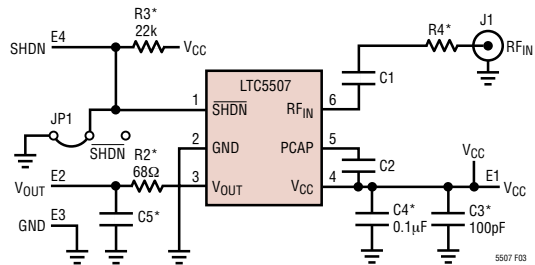 E4
SHDN
R3*
22k
VCC
R4*
J1
RFIN
C1
LTC5507
1
SHDN
RFIN
6
JP1
SHDN
2
GND
PCAP
5
C2
VCC
E2
VOUT
R2*
68Ω
3
VOUT
VCC
4
E1
VCC
E3
GND
C5*
C4*
0.1µF
C3*
100pF
5507 F03